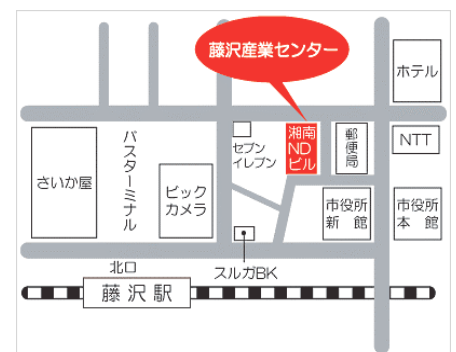 藤沢産業センター
ホテル
さいか屋
バスターミナル
ビック
カメラ
セブン
イレブン
湘南
ND
ビル
郵便局
NTT
市役所
新館
市役所
本館
北口
スルガBK
藤沢駅